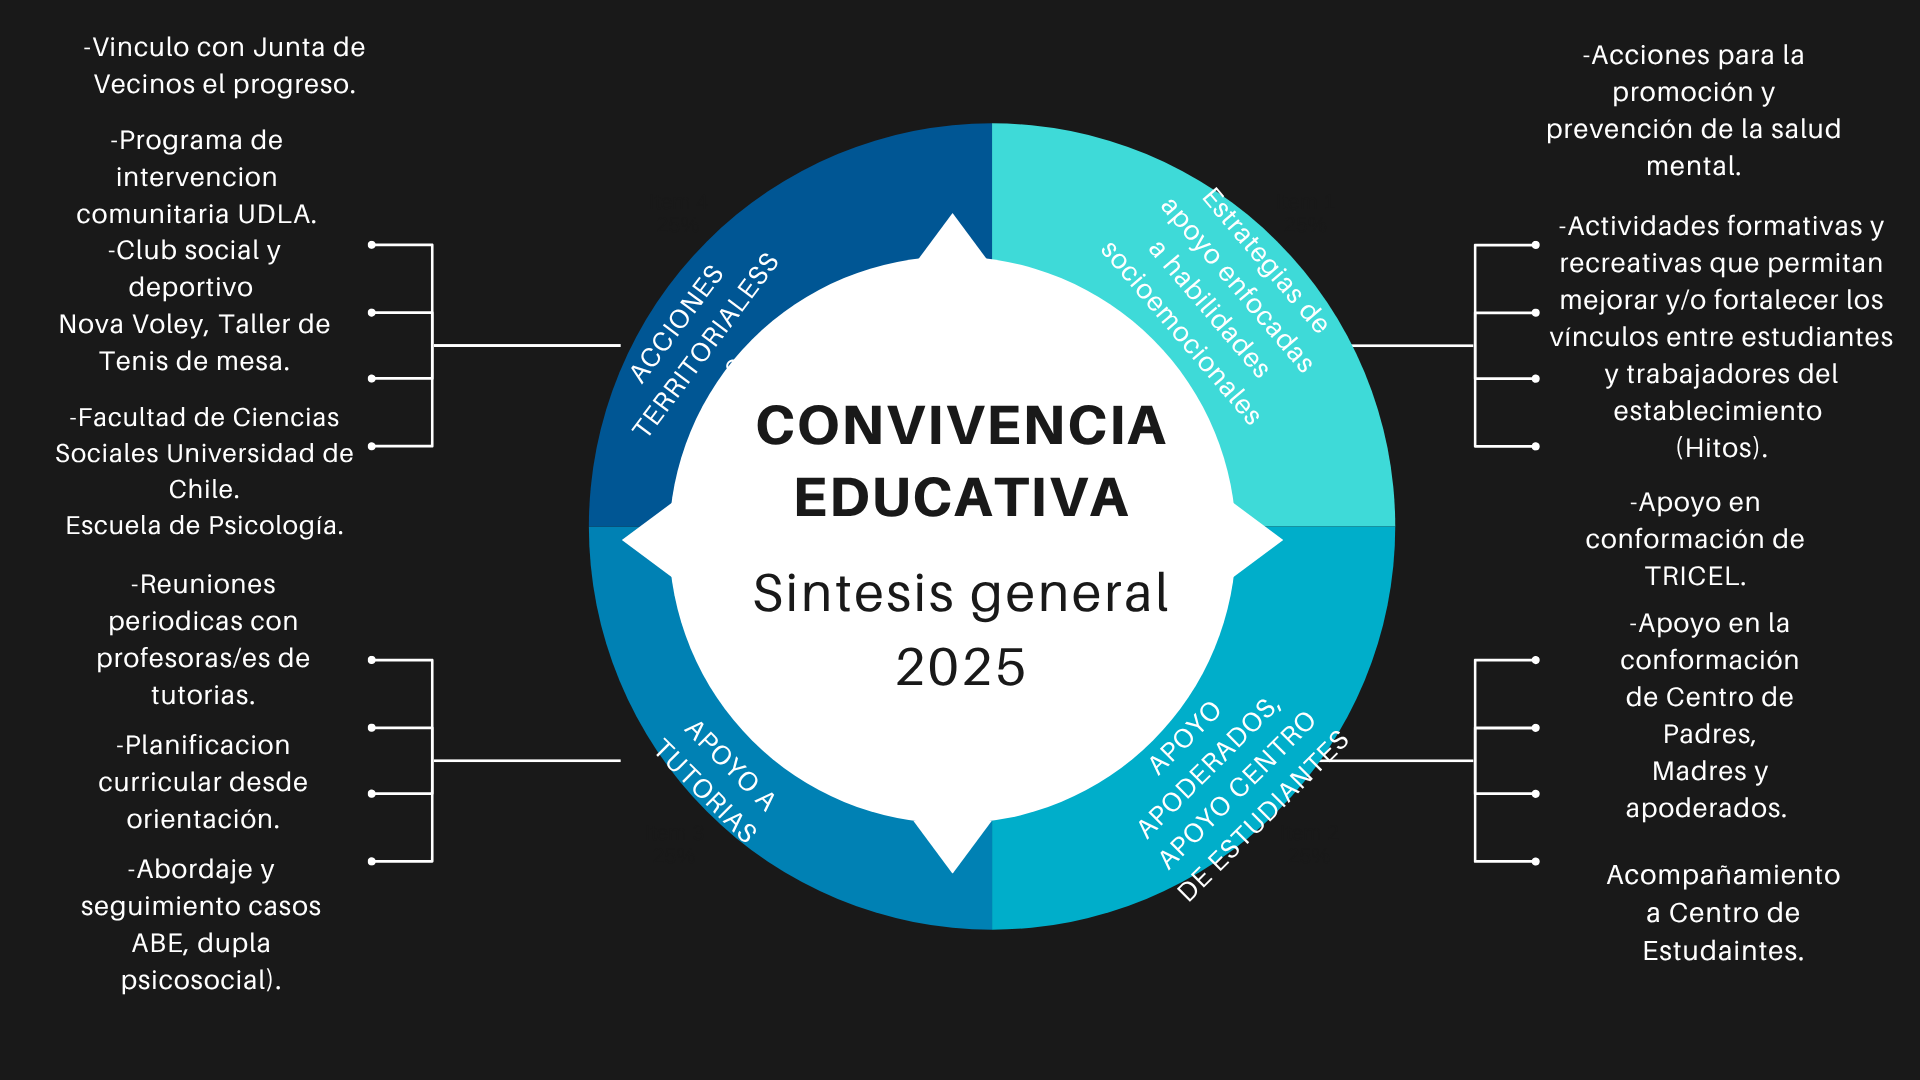 -Vinculo con Junta de
Vecinos el progreso.
-Programa de
intervencion
comunitaria UDLA.
-Club social y
deportivo
Nova Voley, Taller de
Tenis de mesa.
-Facultad de Ciencias
Sociales Universidad de
Chile.
Escuela de Psicología.
-Reuniones
periodicas con
profesoras/es de
tutorias.
-Planificacion
curricular desde
orientación.
-Abordaje y
seguimiento casos
ABE, dupla
psicosocial).
ACCIONES
TERRITORIALESS
Estrategias de
apoyo enfocadas
a habilidades
socioemocionales
CONVIVENCIA
EDUCATIVA
Sintesis general
2025
APOYO A
TUTORIAS
APOYO
APODERADOS,
APOYO CENTRO
DE ESTUDIANTES
-Acciones para la
promoción y
prevención de la salud
mental.
-Actividades formativas y
recreativas que permitan
mejorar y/o fortalecer los
vínculos entre estudiantes
y trabajadores del
establecimiento
(Hitos).
-Apoyo en
conformación de
TRICEL.
-Apoyo en la
conformación
de Centro de
Padres,
Madres y
apoderados.
Acompañamiento
a Centro de
Estudaintes.